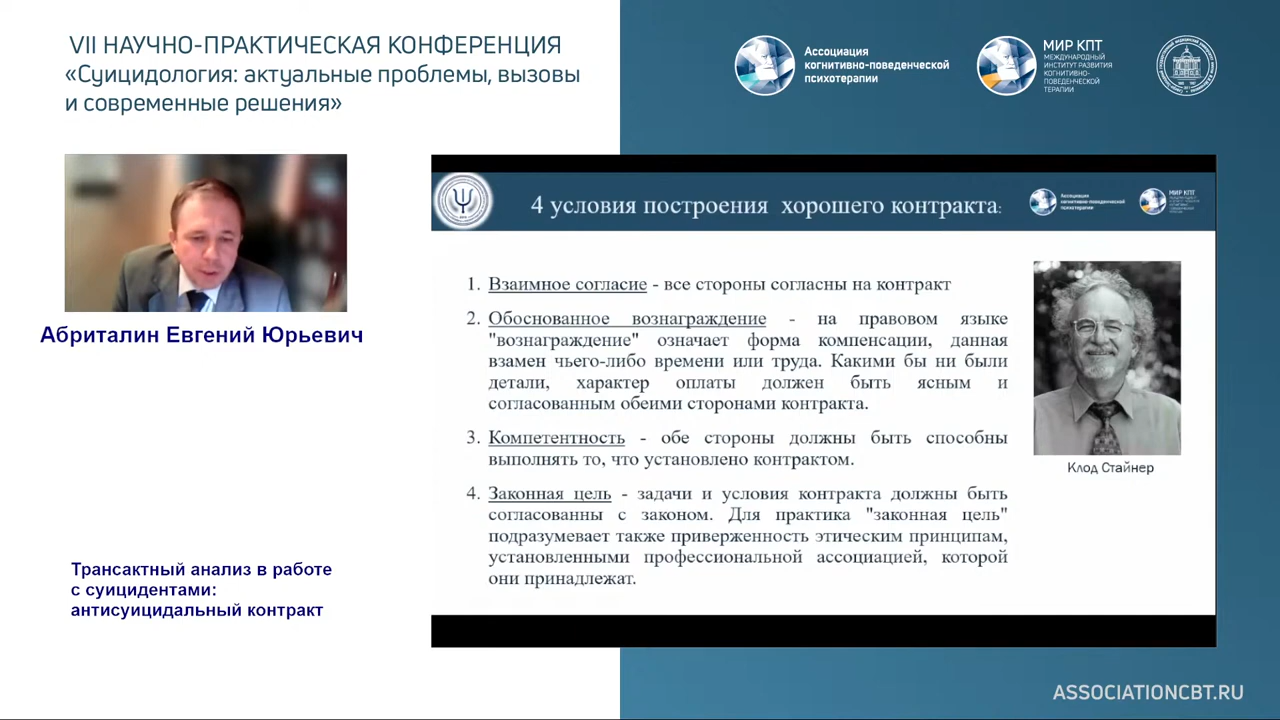 VII НАУЧНО-ПРАКТИЧЕСКАЯ КОНФЕРЕНЦИЯ
«Суицидология: актуальные проблемы, вызовы
и современные решения»
Ассоциация
когнитивно-поведенческой
психотерапии
МИР КПТ
МЕЖДУНАРОДНЫЙ
ИНСТИТУТ РАЗВИТИЯ
КОГНИТИВНО-
ПОВЕДЕНЧЕСКОЙ
ТЕРАПИИ
Абриталин Евгений Юрьевич
Трансактный анализ в работе
с суицидентами:
антисуицидальный контракт
4 условия построения хорошего контракта:
Ассоциация
когнитивно-поведенческой
психотерапии
МИР КПТ
1. Взаимное согласие - все стороны согласны на контракт
2. Обоснованное вознаграждение - на правовом языке
"вознаграждение" означает форма компенсации, данная
взамен чьего-либо времени или труда. Какими бы ни были
детали, характер оплаты должен быть ясным и
согласованным обеими сторонами контракта.
3. Компетентность - обе стороны должны быть способны
выполнять то, что установлено контрактом.
4. Законная цель - задачи и условия контракта должны быть
согласованны с законом. Для практика "законная цель"
подразумевает также приверженность этическим принципам,
установленными профессиональной ассоциацией, которой
они принадлежат.
Клод Стайнер
ASSOCIATIONCBT.RU